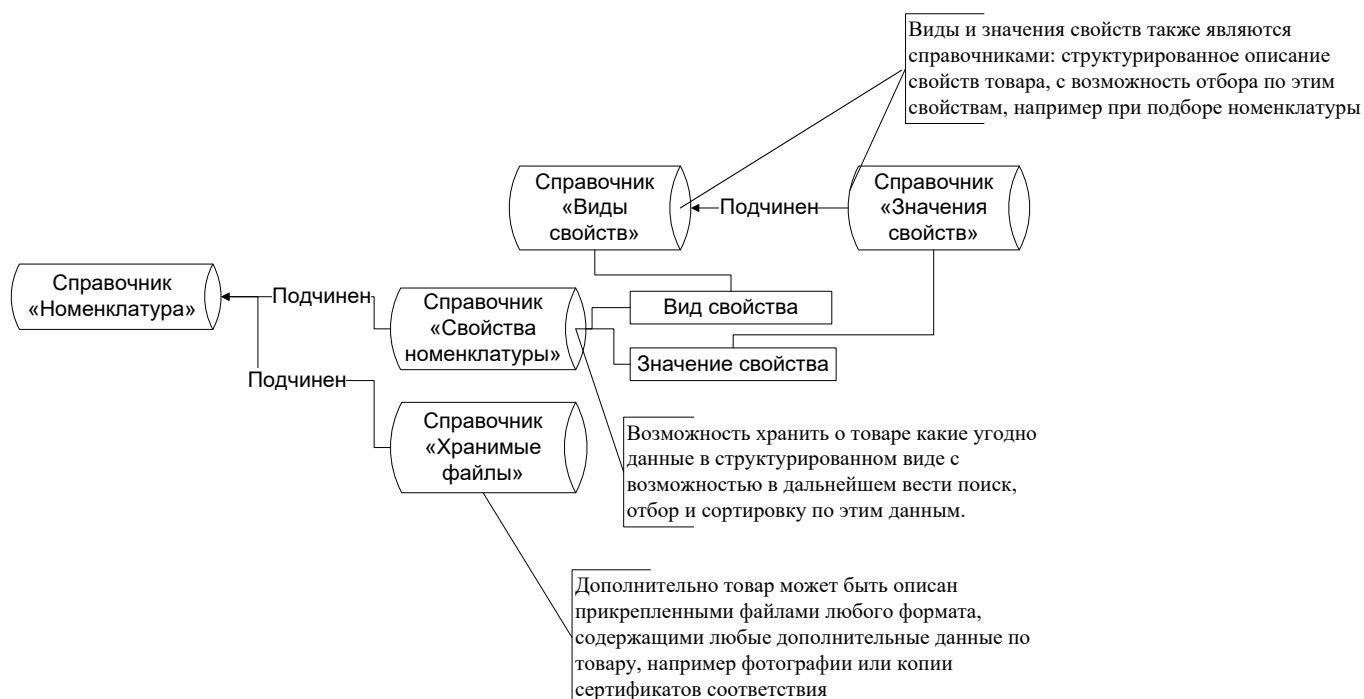 Виды и значения свойств также являются
справочниками: структурированное описание
свойств товара, с возможность отбора по этим
свойствам, например при подборе номенклатуры
Справочник
«Виды
свойств»
Подчинен
Справочник
«Значения
свойств»
Справочник
«Номенклатура»
Подчинен
Справочник
«Свойства
номенклатуры»
Вид свойства
Значение свойства
Подчинен
Справочник
«Хранимые
файлы»
Возможность хранить о товаре какие угодно
данные в структурированном виде с
возможностью в дальнейшем вести поиск,
отбор и сортировку по этим данным.
Дополнительно товар может быть описан
прикрепленными файлами любого формата,
содержащими любые дополнительные данные по
товару, например фотографии или копии
сертификатов соответствия